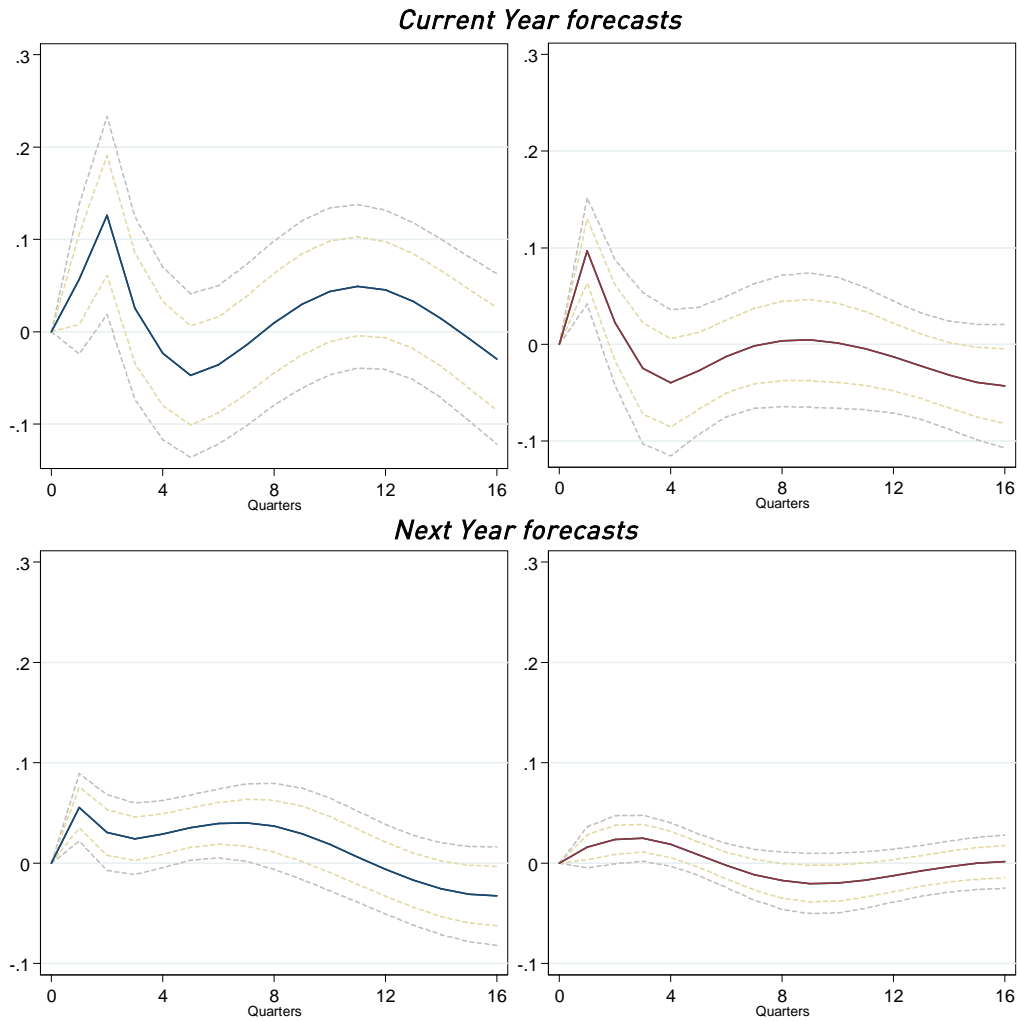 Current Year forecasts
.3
.2
.1
0
-.1
0 4 8 12 16
Quarters
.3
.2
.1
0
-.1
0 4 8 12 16
Quarters
Next Year forecasts
.3
.2
.1
0
-.1
0 4 8 12 16
Quarters
.3
.2
.1
0
-.1
0 4 8 12 16
Quarters